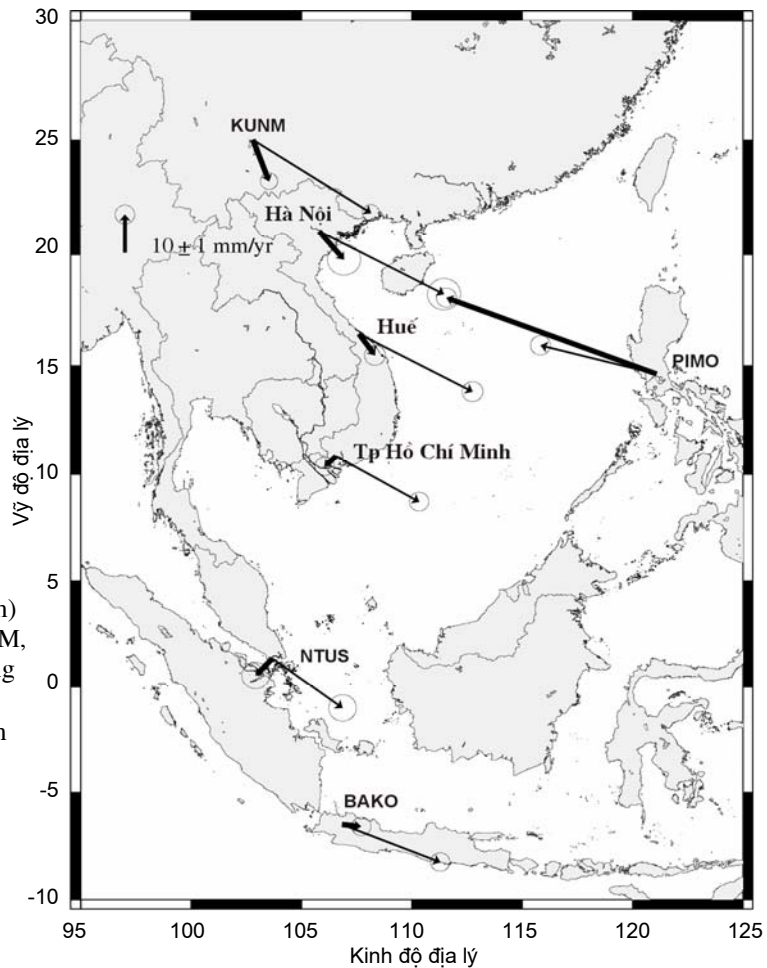 30
25
20
15
10
5
0
-5
-10
Vỹ độ địa lý
KUNM
Hà Nội
10 ± 1 mm/yr
Huế
PIMO
Tp Hồ Chí Minh
NTUS
BAKO
95
100
105
110
115
120
125
Kinh độ địa lý